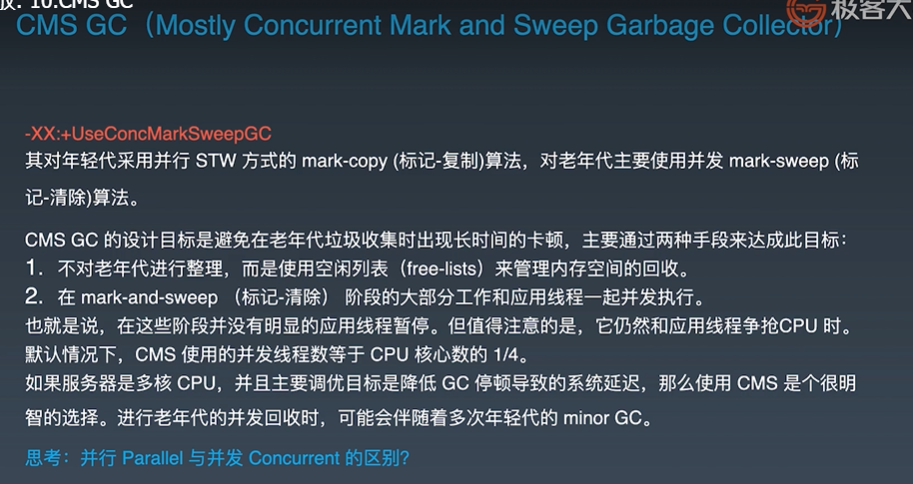 放: 10.CMS GC
极客大
CMS GC（Mostly Concurrent Mark and Sweep Garbage Collector）
-XX:+UseConcMarkSweepGC
其对年轻代采用并行 STW 方式的 mark-copy (标记-复制)算法，对老年代主要使用并发 mark-sweep (标
记-清除)算法。
CMS GC 的设计目标是避免在老年代垃圾收集时出现长时间的卡顿，主要通过两种手段来达成此目标：
1. 不对老年代进行整理，而是使用空闲列表（free-lists）来管理内存空间的回收。
2. 在 mark-and-sweep （标记-清除） 阶段的大部分工作和应用线程一起并发执行。
也就是说，在这些阶段并没有明显的应用线程暂停。但值得注意的是，它仍然和应用线程争抢CPU 时。
默认情况下，CMS 使用的并发线程数等于 CPU 核心数的 1/4。
如果服务器是多核 CPU，并且主要调优目标是降低 GC 停顿导致的系统延迟，那么使用 CMS 是个很明
智的选择。进行老年代的并发回收时，可能会伴随着多次年轻代的 minor GC。
思考：并行 Parallel 与并发 Concurrent 的区别？